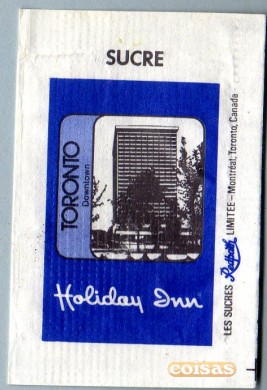 SUCRE
TORONTO
Downtown
Holiday Inn
LES SUCRES Redpath LIMITÉE – Montréal, Toronto, Canada
coisas